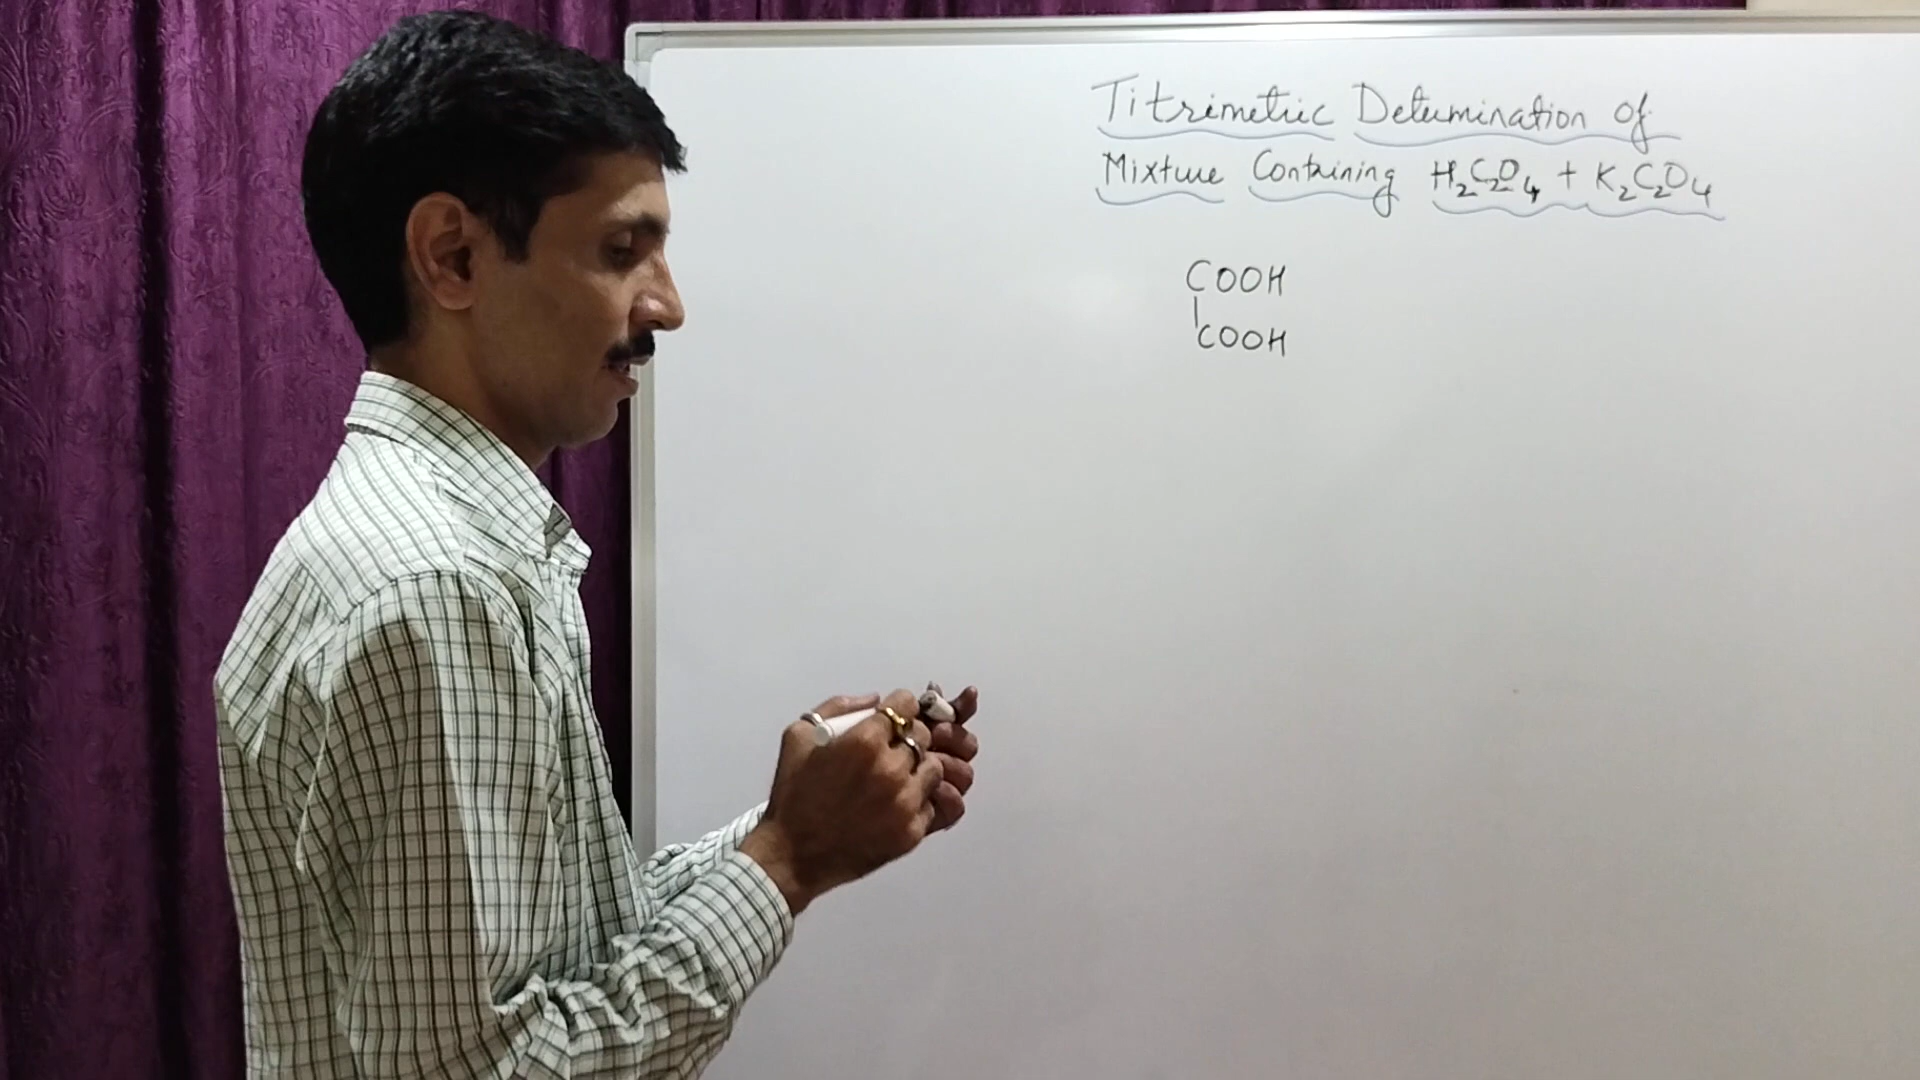 Titrimetric Determination of
Mixture Containing H₂C₂O₄ + K₂C₂O₄
COOH
|
COOH